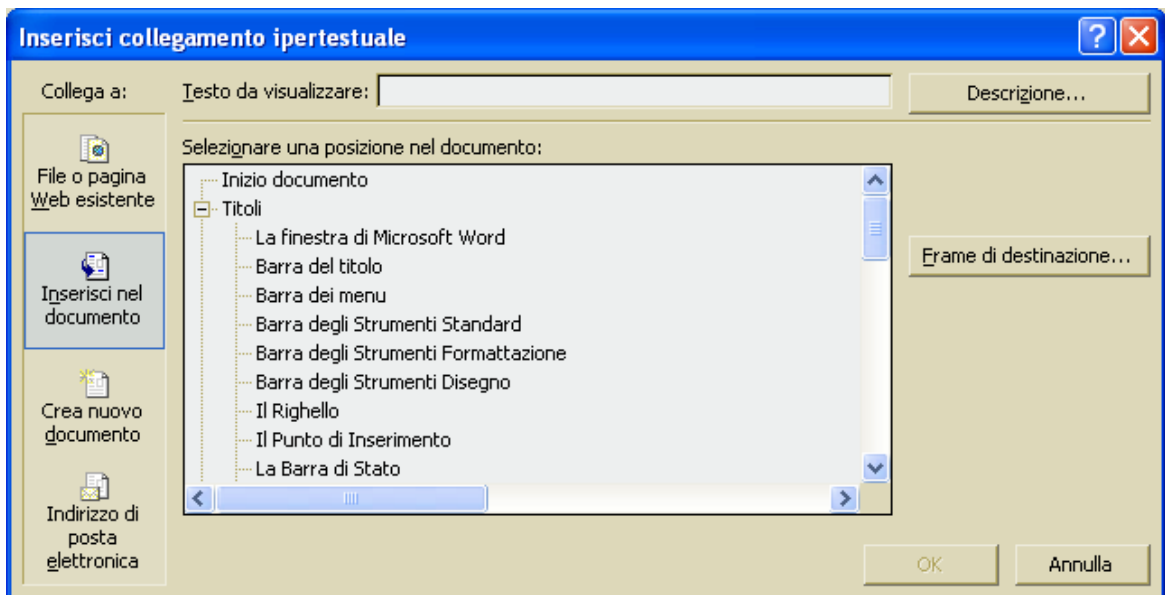 Inserisci collegamento ipertestuale
Collega a:
Testo da visualizzare:
Descrizione...
File o pagina
Web esistente
Inserisci nel
documento
Crea nuovo
documento
Indirizzo di
posta
elettronica
Selezionare una posizione nel documento:
Inizio documento
Titoli
La finestra di Microsoft Word
Barra del titolo
Barra dei menu
Barra degli Strumenti Standard
Barra degli Strumenti Formattazione
Barra degli Strumenti Disegno
Il Righello
Il Punto di Inserimento
La Barra di Stato
Frame di destinazione...
OK
Annulla